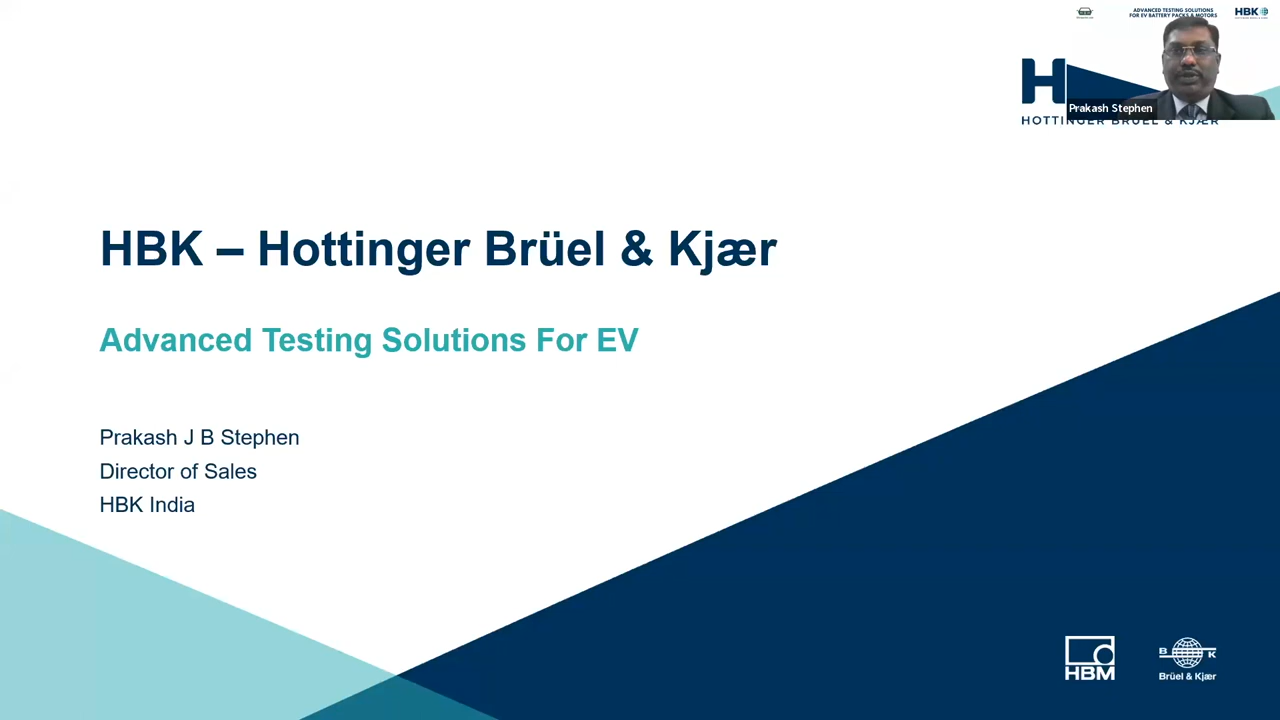 ADVANCED TESTING SOLUTIONS
FOR EV BATTERY PACKS & MOTORS
HBK
H
Prakash Stephen
HOTTINGER BRÜEL & KJÆR
HBK – Hottinger Brüel & Kjær
Advanced Testing Solutions For EV
Prakash J B Stephen
Director of Sales
HBK India
HBM
B K
Brüel & Kjær